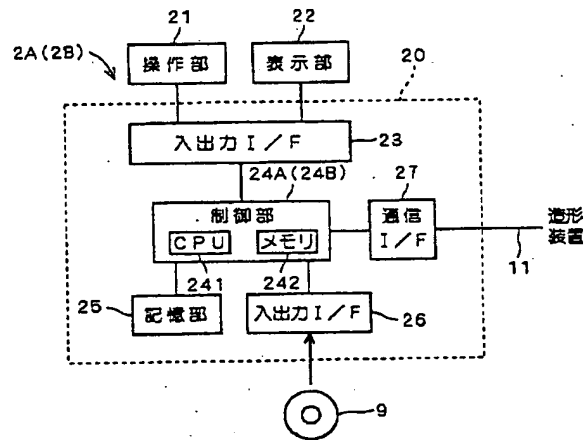 21
22
2A(2B)
操作部
表示部
20
入出力I/F
23
24A(24B)
27
制御部
CPU
メモリ
通信
I/F
造形
装置
11
241
242
25
記憶部
入出力I/F
26
9